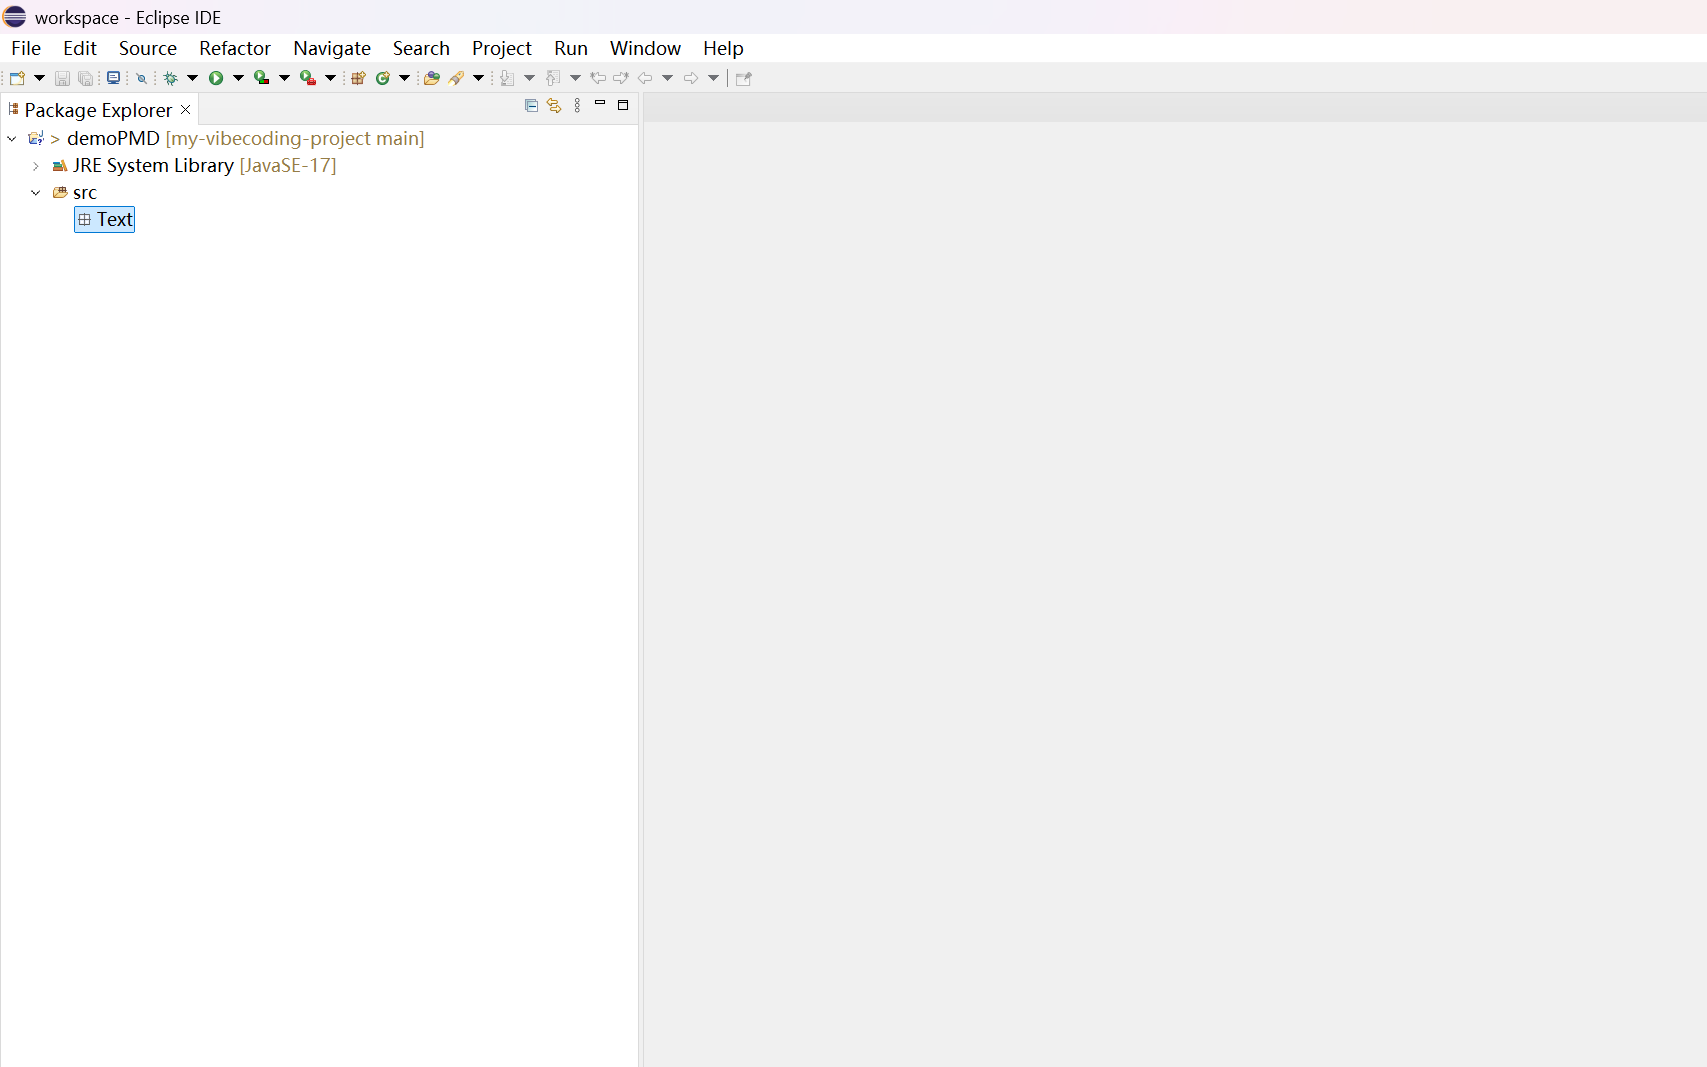 workspace - Eclipse IDE
File Edit Source Refactor Navigate Search Project Run Window Help
Package Explorer
> demoPMD [my-vibecoding-project main]
JRE System Library [JavaSE-17]
src
Text